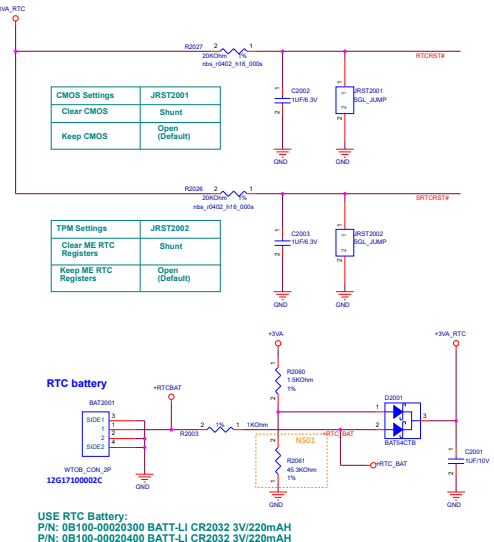 +3VA_RTC
R2027 2 1
20KOhm 1%
nbs_r0402_h16_000s
RTCRST#
CMOS Settings JRST2001
Clear CMOS Shunt
Keep CMOS Open (Default)
1 C2002
1UF/6.3V
2
1 JRST2001
1 SGL_JUMP
2
2
GND GND
R2026 2 1
20KOhm 1%
nbs_r0402_h16_000s
SRTCRST#
TPM Settings JRST2002
Clear ME RTC Registers Shunt
Keep ME RTC Registers Open (Default)
1 C2003
1UF/6.3V
2
1 JRST2002
1 SGL_JUMP
2
2
GND GND
+3VA
+3VA_RTC
RTC battery
+RTCBAT
1 R2060
1.5KOhm
2 1%
BAT2001
SIDE1 3
1 1
2 2
SIDE2 4
WTOB_CON_2P
12G17100002C
GND
2 1% 1 1KOhm
R2003
+RTC_BAT
N501
2 R2061
45.3KOhm
1 1%
GND
D2001
1
2
3
BAT54CTB
+RTC_BAT
1 C2001
1UF/10V
2
GND
USE RTC Battery:
P/N: 0B100-00020300 BATT-LI CR2032 3V/220mAH
P/N: 0B100-00020400 BATT-LI CR2032 3V/220mAH